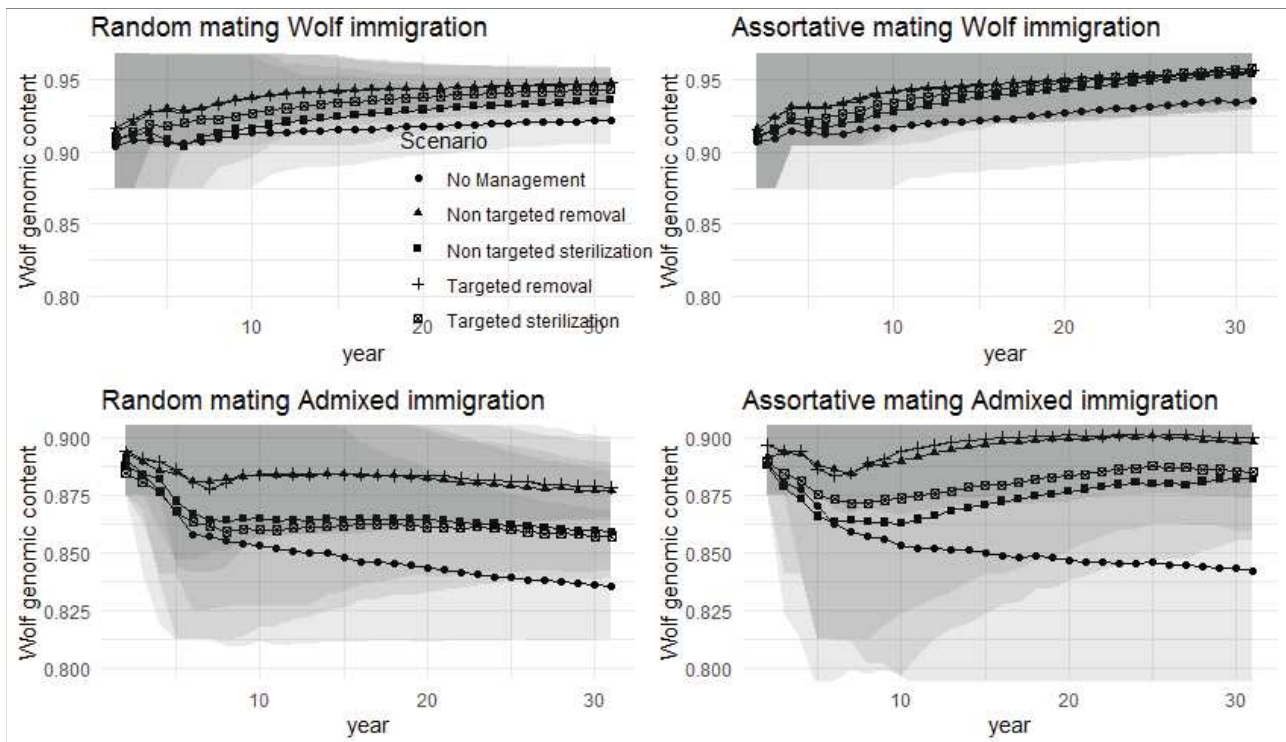 Random mating Wolf immigration
Wolf genomic content
0.95
0.90
0.85
0.80
Scenario
No Management
Non targeted removal
Non targeted sterilization
Targeted removal
Targeted sterilization
10
20
30
year
Assortative mating Wolf immigration
Wolf genomic content
0.95
0.90
0.85
0.80
10
20
30
year
Random mating Admixed immigration
Wolf genomic content
0.900
0.875
0.850
0.825
0.800
10
20
30
year
Assortative mating Admixed immigration
Wolf genomic content
0.900
0.875
0.850
0.825
0.800
10
20
30
year